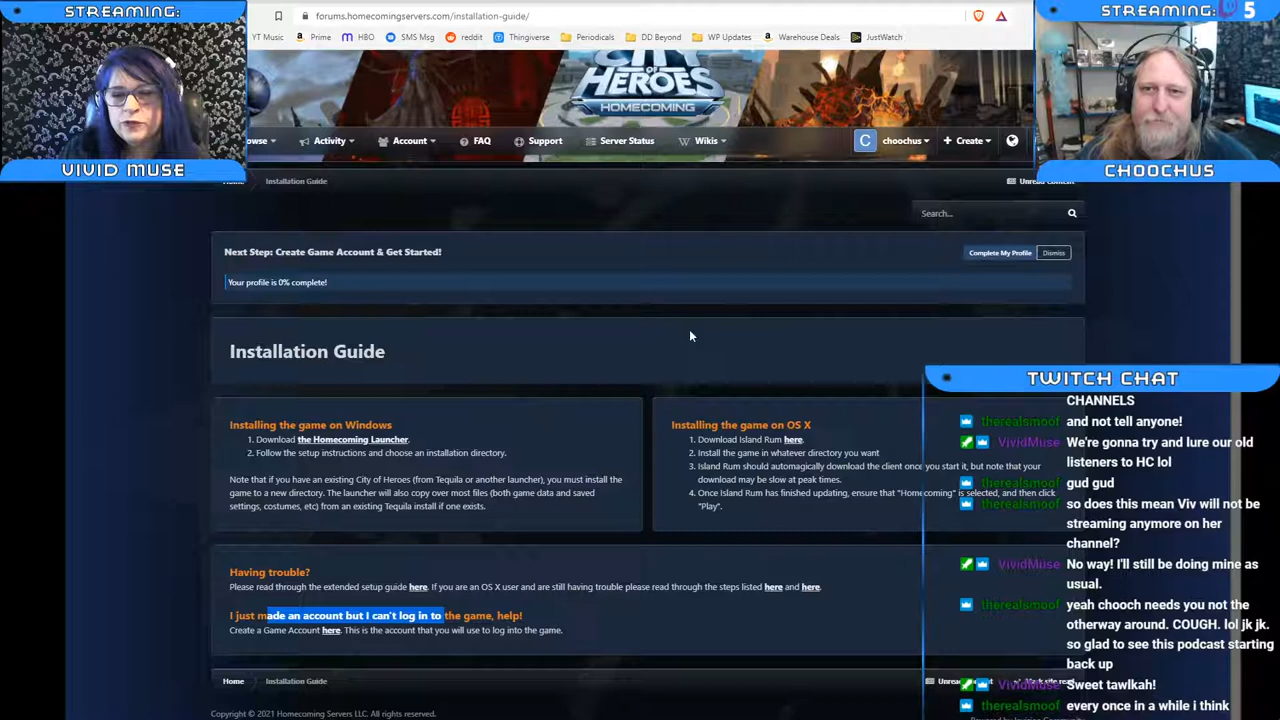 STREAMING:
forums.homecomingservers.com/installation-guide/
STREAMING: 5
YT Music Prime HBO SMS Msg reddit Thingiverse Periodicals DD Beyond WP Updates Warehouse Deals JustWatch
CITY
OF
HEROES
HOMECOMING
owse Activity Account FAQ Support Server Status Wikis C choochus + Create
VIVID MUSE
CHOOCHUS
Home Installation Guide Unread Content
Search...
Next Step: Create Game Account & Get Started! Complete My Profile Dismiss
Your profile is 0% complete!
Installation Guide
Installing the game on Windows
1. Download the Homecoming Launcher.
2. Follow the setup instructions and choose an installation directory.
Note that if you have an existing City of Heroes (from Tequila or another launcher), you must install the
game to a new directory. The launcher will also copy over most files (both game data and saved
settings, costumes, etc) from an existing Tequila install if one exists.
Installing the game on OS X
1. Download Island Rum here.
2. Install the game in whatever directory you want
3. Island Rum should automagically download the client once you start it, but note that your
download may be slow at peak times.
4. Once Island Rum has finished updating, ensure that "Homecoming" is selected, and then click
"Play".
Having trouble?
Please read through the extended setup guide here. If you are an OS X user and are still having trouble please read through the steps listed here and here.
I just made an account but I can't log in to the game, help!
Create a Game Account here. This is the account that you will use to log into the game.
Home Installation Guide
Copyright © 2021 Homecoming Servers LLC. All rights reserved.
TWITCH CHAT
CHANNELS
therealsmoof and not tell anyone!
VividMuse We're gonna try and lure our old
listeners to HC lol
therealsmoof gud gud
therealsmoof so does this mean Viv will not be
streaming anymore on her
channel?
VividMuse No way! I'll still be doing mine as
usual.
therealsmoof yeah chooch needs you not the
otherway around. COUGH. lol jk jk.
so glad to see this podcast starting
back up
VividMuse Sweet tawlkah!
therealsmoof every once in a while i think